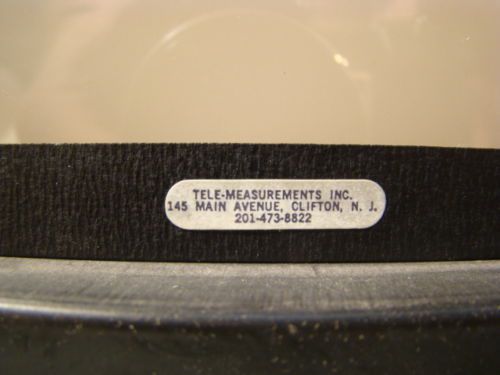 TELE-MEASUREMENTS INC.
145 MAIN AVENUE, CLIFTON, N. J.
201-473-8822